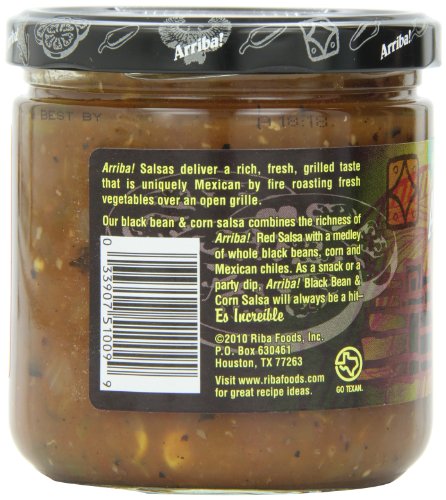 Arriba!
Arriba!
BEST BY
Arriba! Salsas deliver a rich, fresh, grilled taste
that is uniquely Mexican by fire roasting fresh
vegetables over an open grille.
Our black bean & corn salsa combines the richness of
Arriba! Red Salsa with a medley
of whole black beans, corn and
Mexican chiles. As a snack or a
party dip, Arriba! Black Bean &
Corn Salsa will always be a hit-
Es Increíble
©2010 Riba Foods, Inc.
P.O. Box 630461
Houston, TX 77263
Visit www.ribafoods.com
for great recipe ideas.
GO TEXAN.
0 33907 51009 9